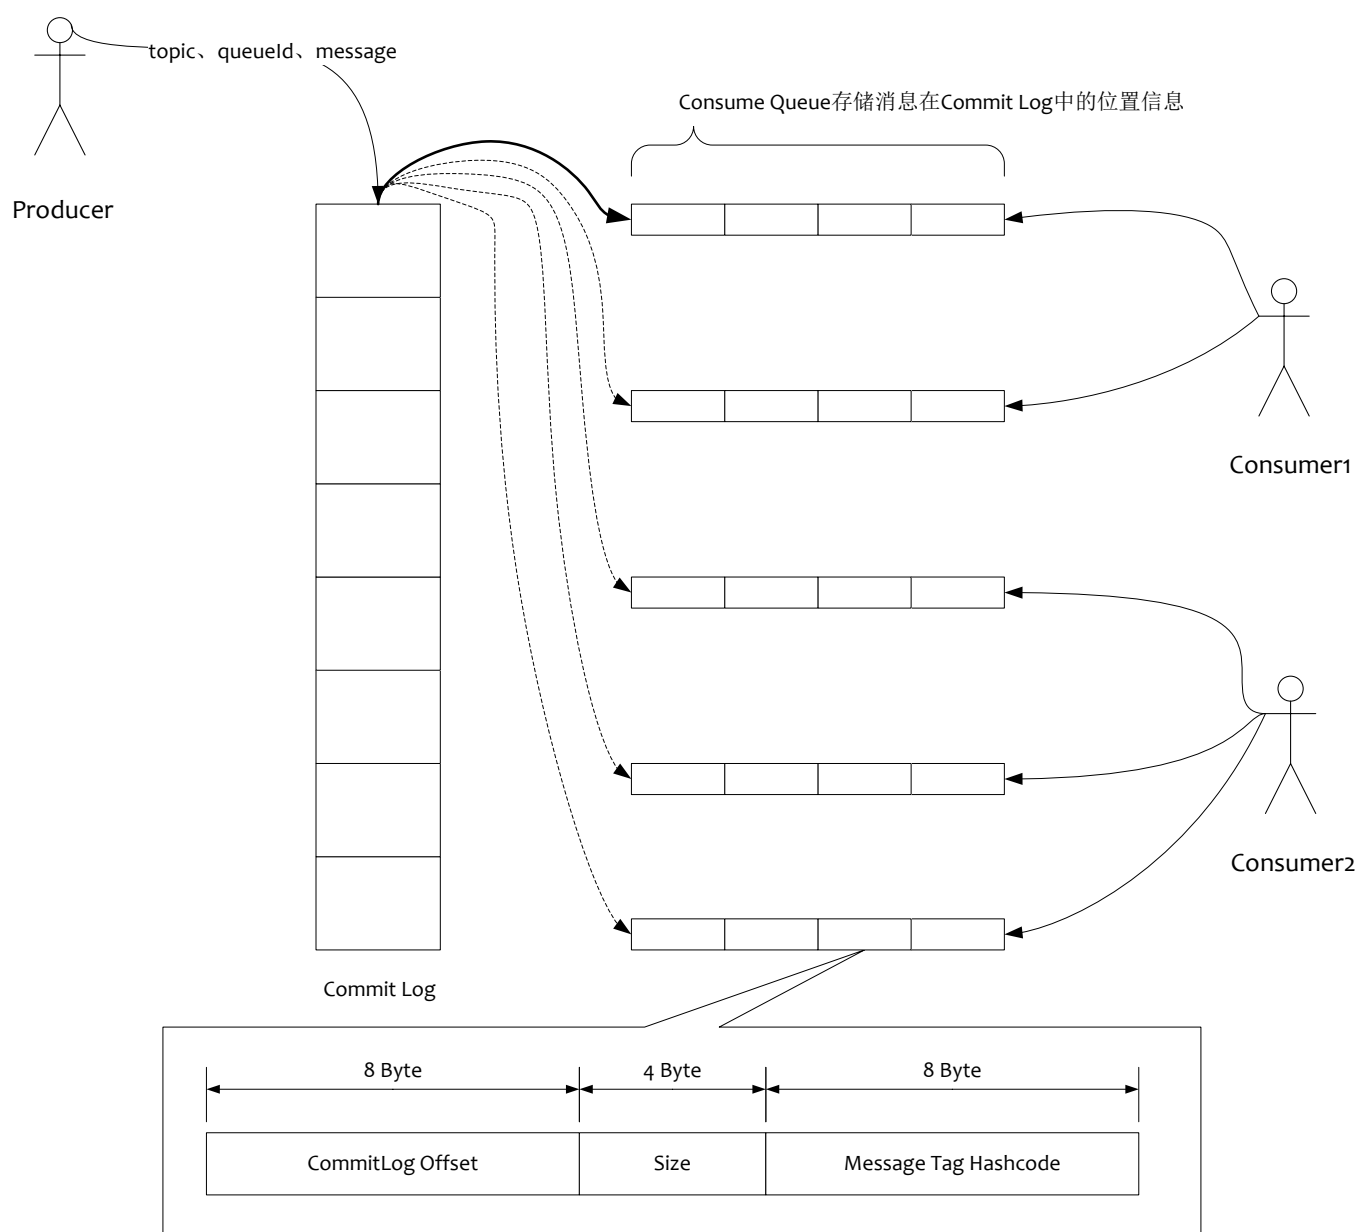 topic、queueId、message
Producer
Consume Queue存储消息在Commit Log中的位置信息
Consumer1
Consumer2
Commit Log
8 Byte
4 Byte
8 Byte
CommitLog Offset
Size
Message Tag Hashcode